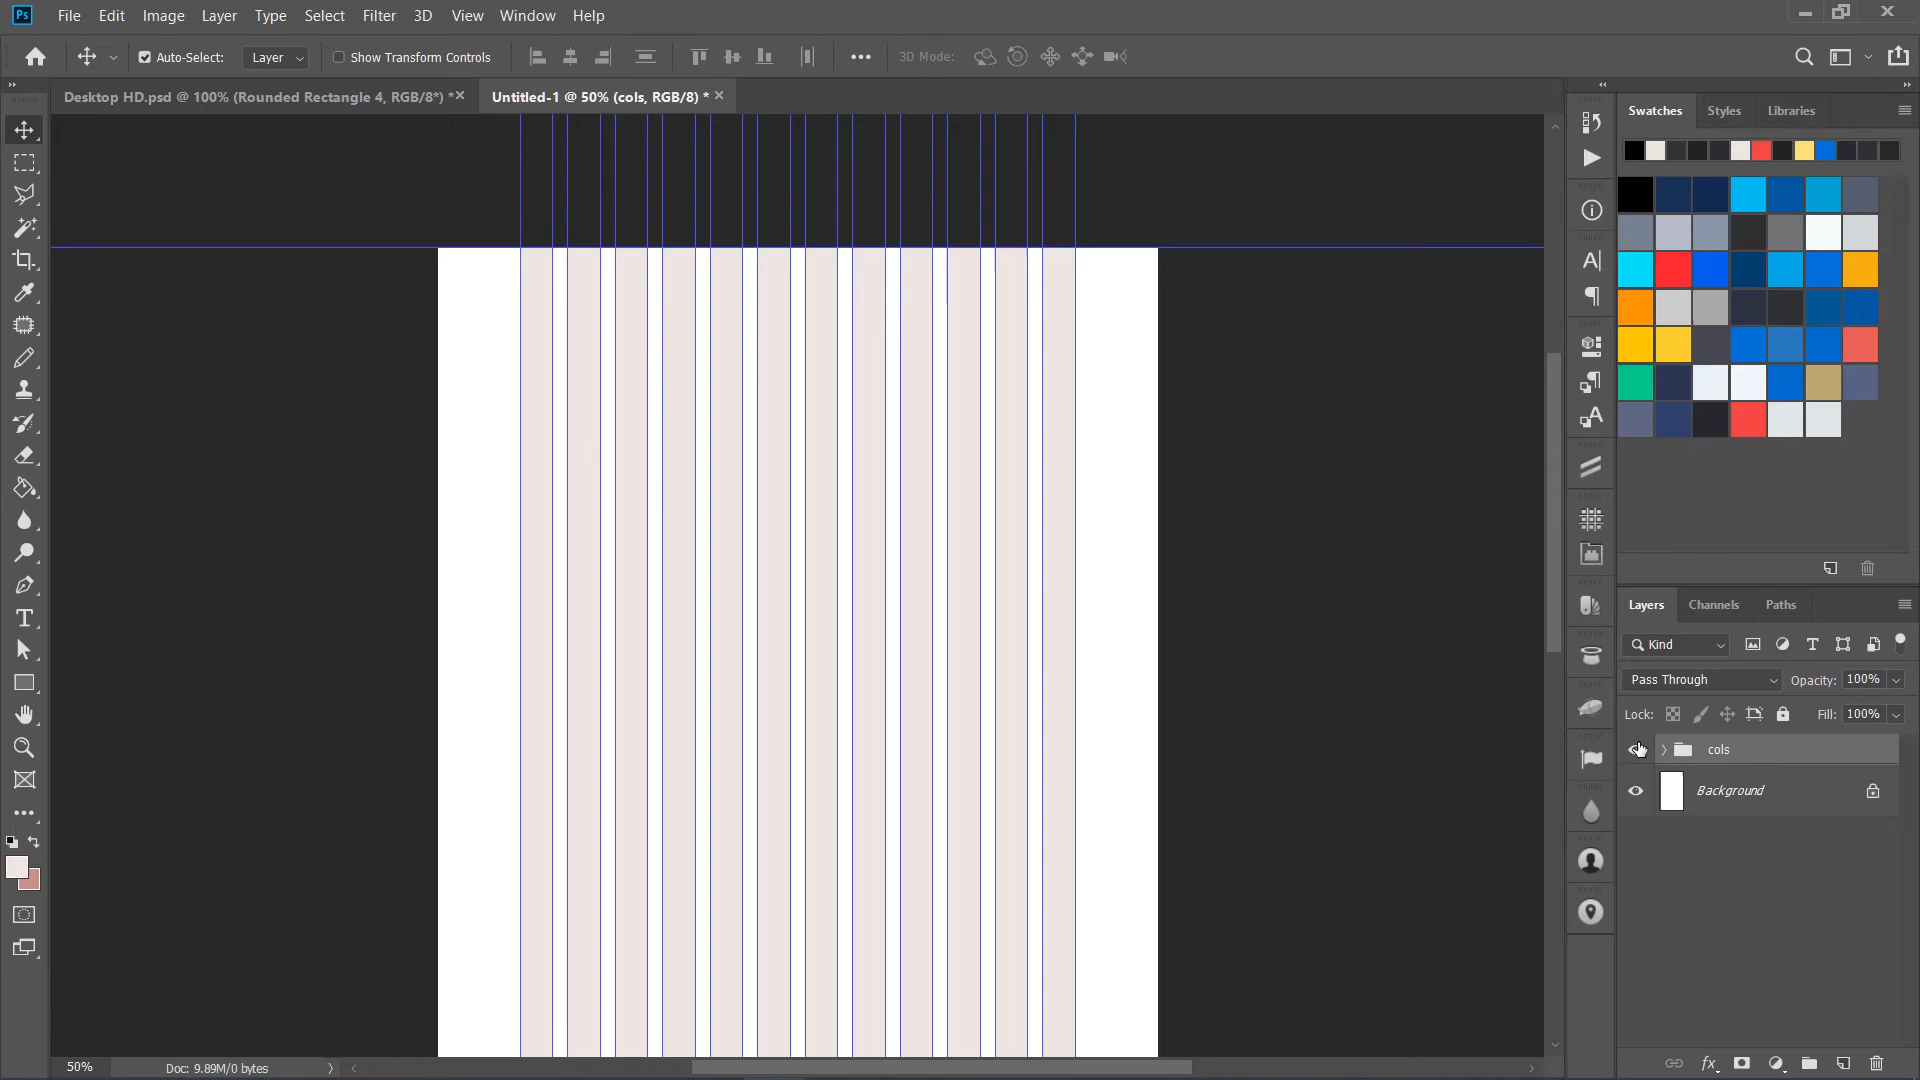 Ps File Edit Image Layer Type Select Filter 3D View Window Help
Auto-Select: Layer Show Transform Controls 3D Mode:
Desktop HD.psd @ 100% (Rounded Rectangle 4, RGB/8*) * Untitled-1 @ 50% (cols, RGB/8) *
Swatches Styles Libraries
Layers Channels Paths
Kind
Pass Through Opacity: 100%
Lock: Fill: 100%
cols
Background
50% Doc: 9.89M/0 bytes